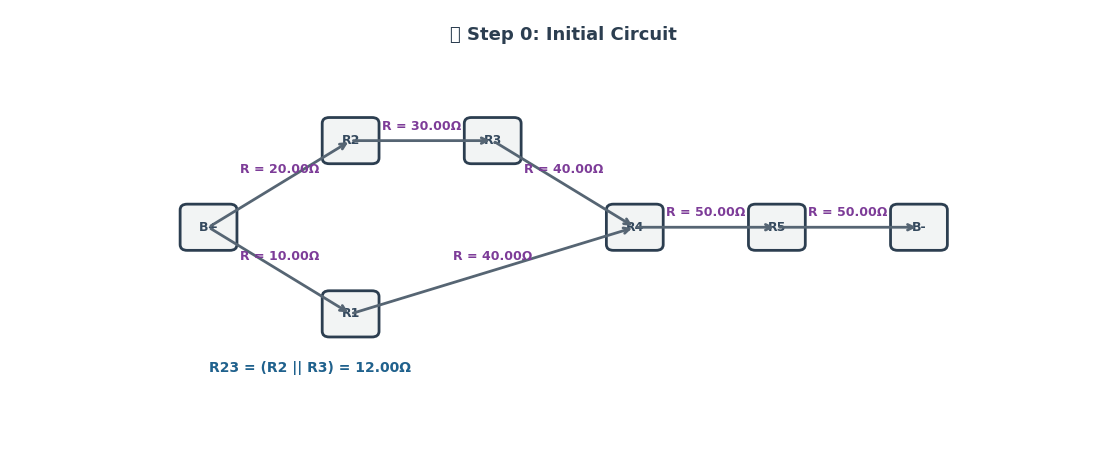 Step 0: Initial Circuit
R = 30.00Ω
R2
R3
R = 20.00Ω
R = 40.00Ω
R = 50.00Ω
R = 50.00Ω
B+
R4
R5
B-
R = 10.00Ω
R = 40.00Ω
R1
R23 = (R2 || R3) = 12.00Ω